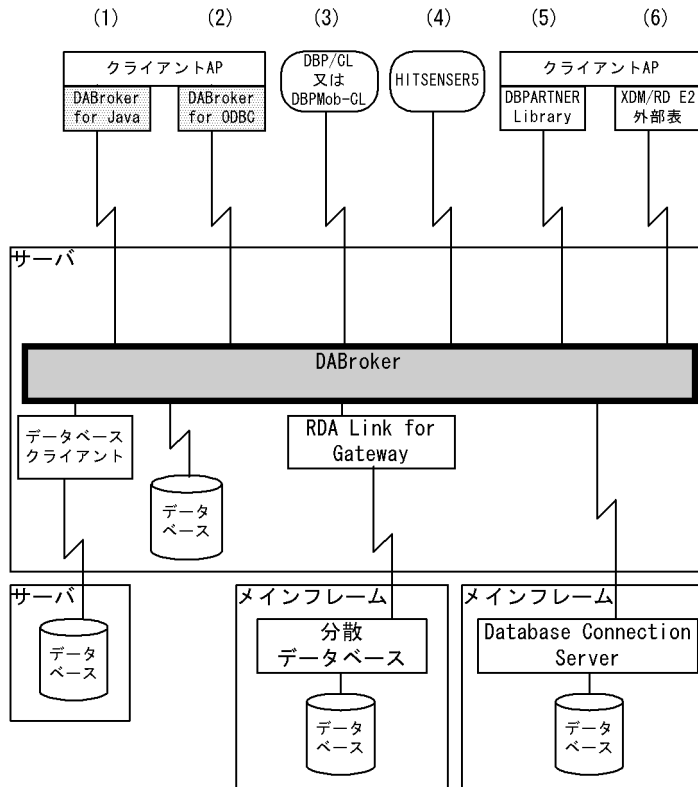 (1)
(2)
(3)
(4)
(5)
(6)
クライアントAP
DABroker
for Java
DABroker
for ODBC
DBP/CL
又は
DBPMob-CL
HITSENSER5
クライアントAP
DBPARTNER
Library
XDM/RD E2
外部表
サーバ
DABroker
データベース
クライアント
データ
ベース
RDA Link for
Gateway
サーバ
データ
ベース
メインフレーム
分散
データベース
データ
ベース
メインフレーム
Database Connection
Server
データ
ベース